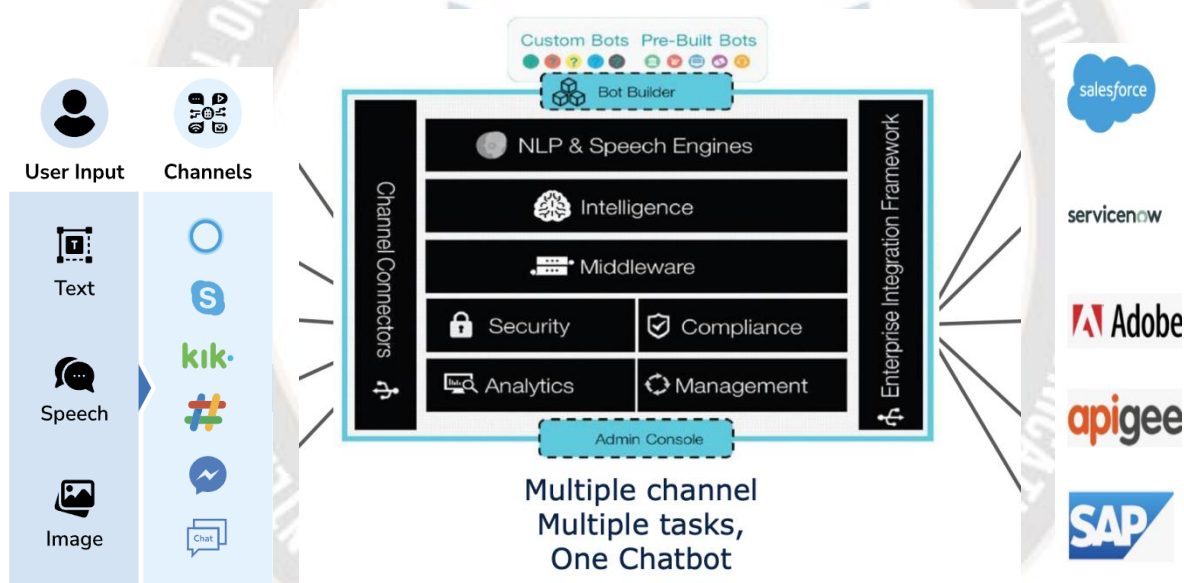 User Input
Channels
Text
Speech
Image
S
kik
Chat
Custom Bots Pre-Built Bots
Bot Builder
Channel Connectors
NLP & Speech Engines
Intelligence
Middleware
Security
Compliance
Analytics
Management
Enterprise Integration Framework
Admin Console
Multiple channel
Multiple tasks,
One Chatbot
salesforce
servicenow
Adobe
apigee
SAP